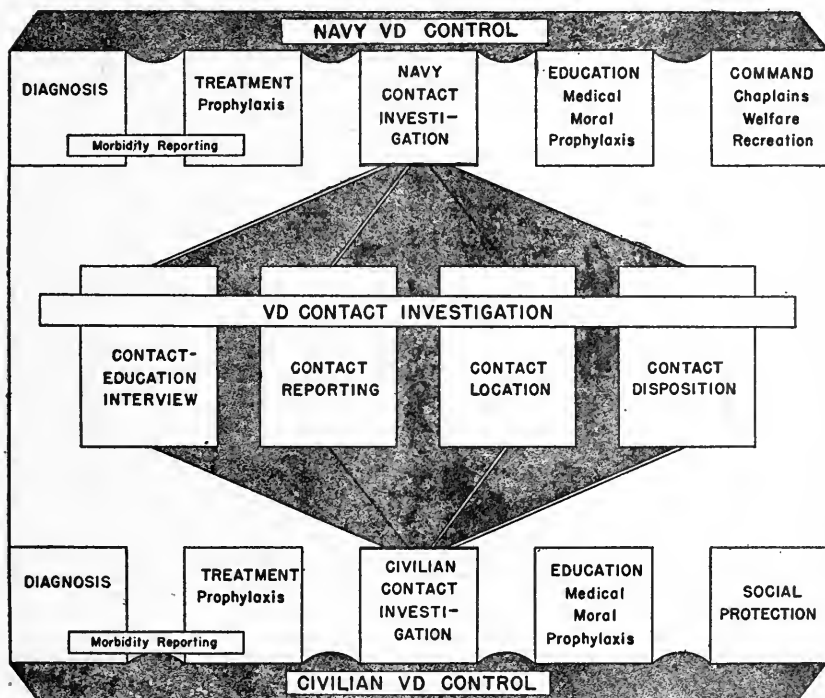 NAVY VD CONTROL
DIAGNOSIS
Morbidity Reporting
TREATMENT
Prophylaxis
NAVY
CONTACT
INVESTI-
GATION
EDUCATION
Medical
Moral
Prophylaxis
COMMAND
Chaplains
Welfare
Recreation
VD CONTACT INVESTIGATION
CONTACT-
EDUCATION
INTERVIEW
CONTACT
REPORTING
CONTACT
LOCATION
CONTACT
DISPOSITION
DIAGNOSIS
Morbidity Reporting
TREATMENT
Prophylaxis
CIVILIAN
CONTACT
INVESTI-
GATION
EDUCATION
Medical
Moral
Prophylaxis
SOCIAL
PROTECTION
CIVILIAN VD CONTROL